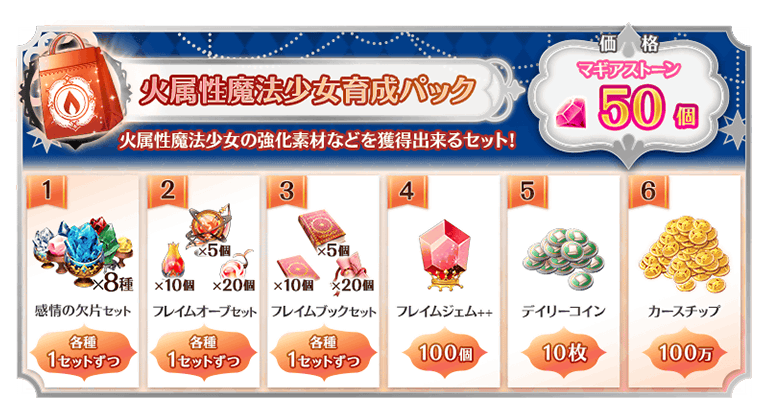 火属性魔法少女育成パック
火属性魔法少女の強化素材などを獲得出来るセット!
価格
マギアストーン
50個
1
×8種
感情の欠片セット
各種
1セットずつ
2
×5個
×10個
×20個
フレイムオーブセット
各種
1セットずつ
3
×5個
×10個
×20個
フレイムブックセット
各種
1セットずつ
4
フレイムジェム++
100個
5
デイリーコイン
10枚
6
カースチップ
100万